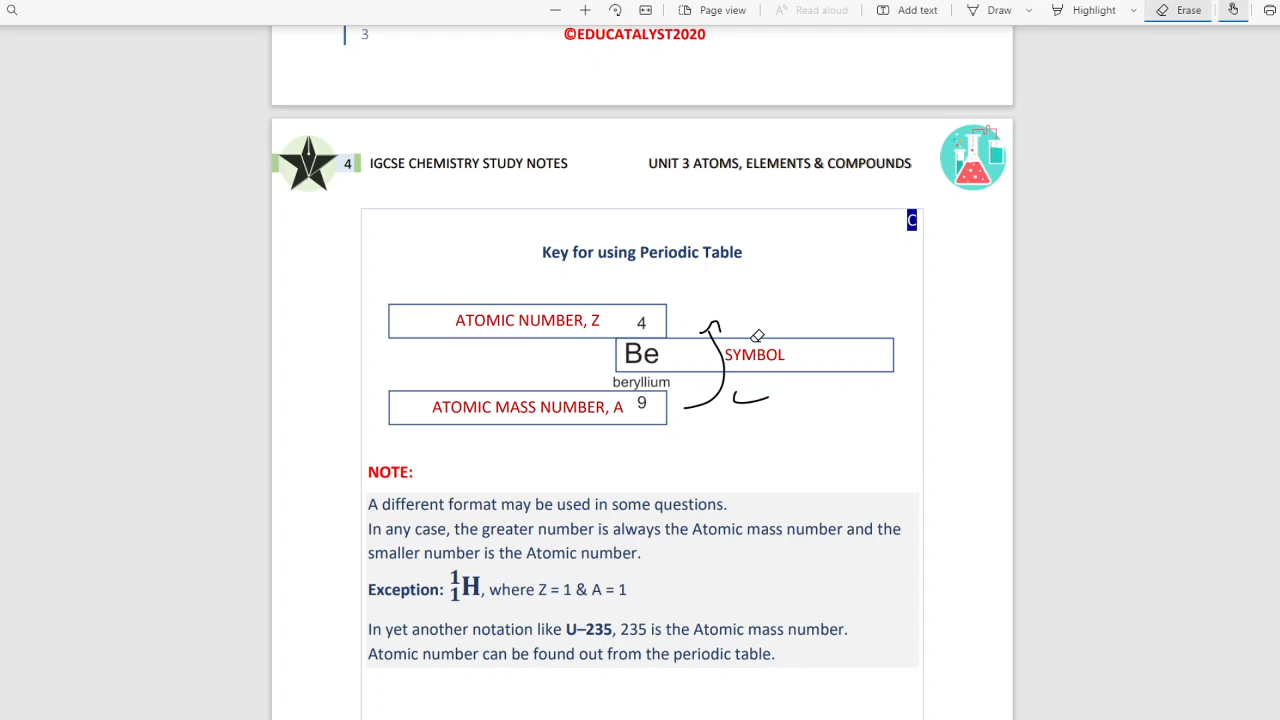 Page view
Read aloud
Add text
Draw
Highlight
Erase
3
©EDUCATALYST2020
4 IGCSE CHEMISTRY STUDY NOTES UNIT 3 ATOMS, ELEMENTS & COMPOUNDS
C
Key for using Periodic Table
ATOMIC NUMBER, Z 4
Be SYMBOL
beryllium
ATOMIC MASS NUMBER, A 9
NOTE:
A different format may be used in some questions.
In any case, the greater number is always the Atomic mass number and the
smaller number is the Atomic number.
Exception: ¹₁H, where Z = 1 & A = 1
In yet another notation like U–235, 235 is the Atomic mass number.
Atomic number can be found out from the periodic table.